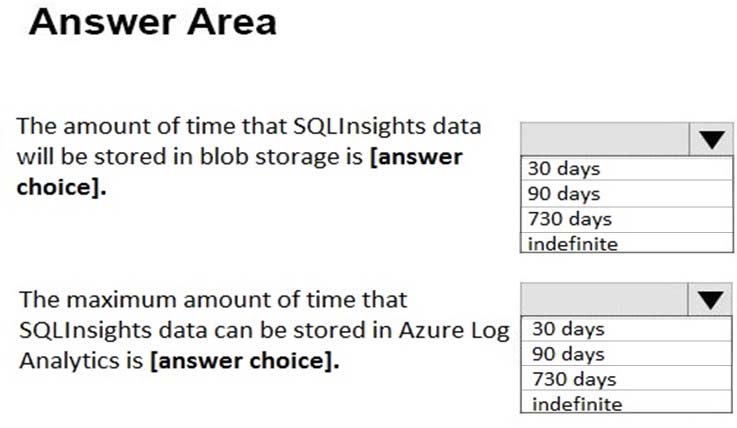 Answer Area
The amount of time that SQLInsights data
will be stored in blob storage is [answer
choice].
30 days
90 days
730 days
indefinite
The maximum amount of time that
SQLInsights data can be stored in Azure Log
Analytics is [answer choice].
30 days
90 days
730 days
indefinite